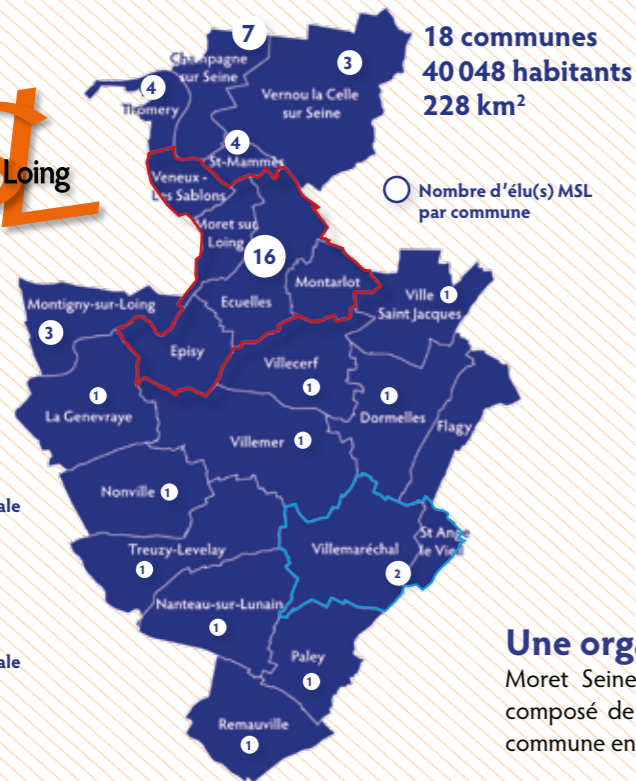 18 communes
40 048 habitants
228 km²
Nombre d'élu(s) MSL
par commune
Loing
7
Champagne
sur Seine
3
Vernou la Celle
sur Seine
4
Thomery
4
St-Mammès
Veneux -
Les Sablons
Moret sur
Loing
16
Montarlot
Ecuelles
Episy
Ville 1
Saint Jacques
Montigny-sur-Loing
3
Villecerf
1
1
La Genevraye
1
Dormelles
Flagy
Villemer 1
Nonville 1
Treuzy-Levelay
1
Villemaréchal
2
St Ange
le Vieil
Nanteau-sur-Lunain
1
Paley
1
Remauville
1
ale
ale
Une orga
Moret Seine
composé de
commune en